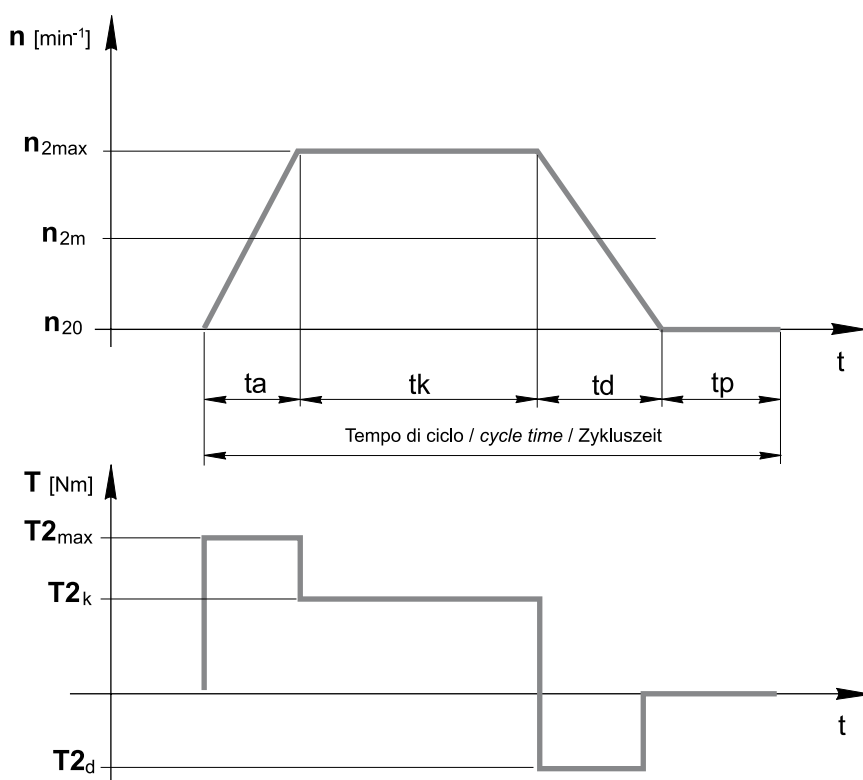 n [min⁻¹]
n2max
n2m
n20
t
ta tk td tp
Tempo di ciclo / cycle time / Zykluszeit
T [Nm]
T2max
T2k
t
T2d